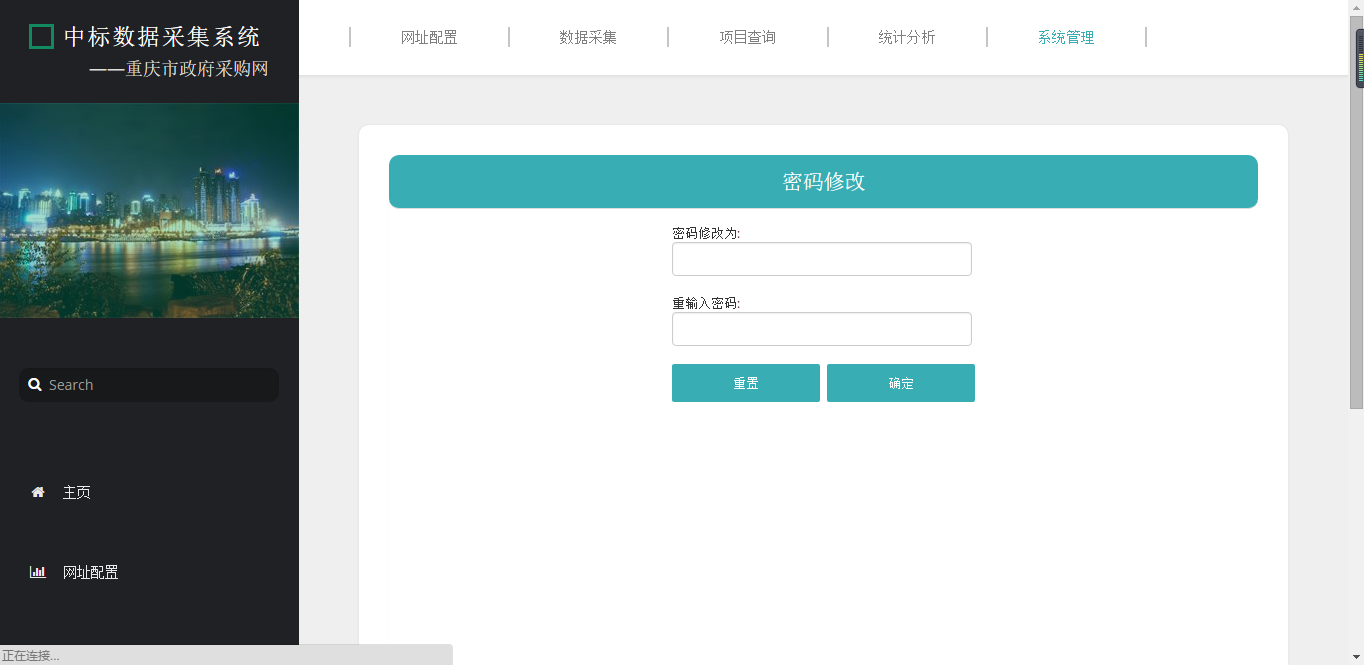 中标数据采集系统
——重庆市政府采购网
网址配置
数据采集
项目查询
统计分析
系统管理
密码修改
密码修改为:
重输入密码:
重置
确定
Search
主页
网址配置
正在连接...